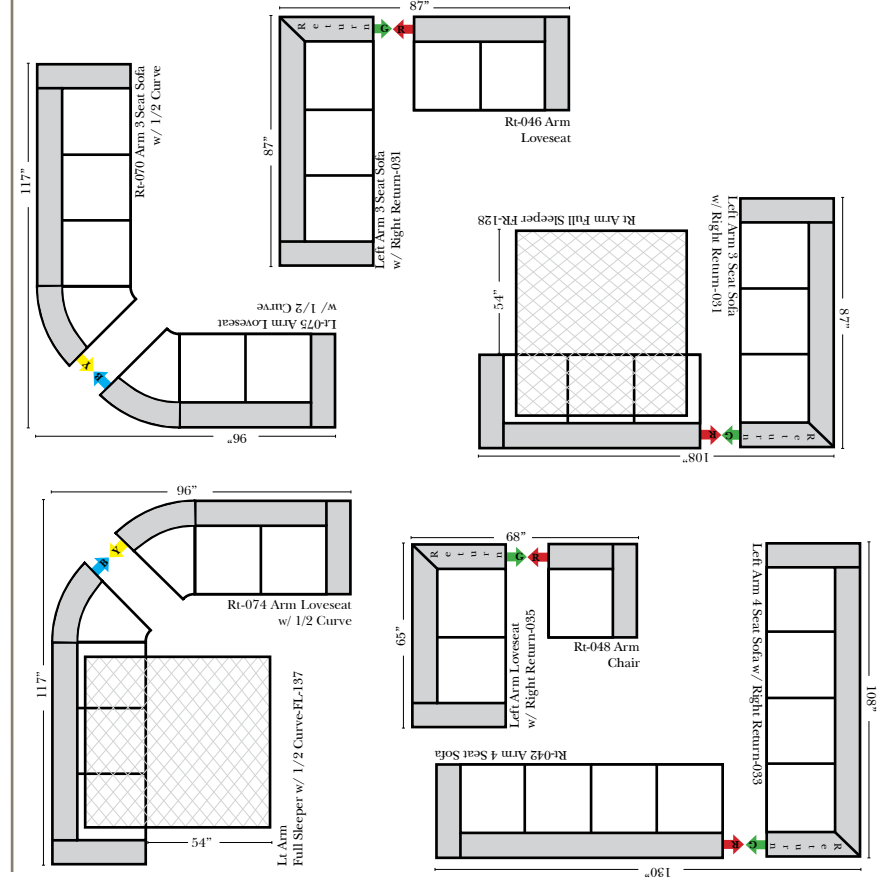 87”
Return
G
R
87”
Left Arm 3 Seat Sofa
w/ Right Return-031
Rt-046 Arm
Loveseat
117”
Rt-070 Arm 3 Seat Sofa
w/ 1/2 Curve
Y
B
Lt-075 Arm Loveseat
w/ 1/2 Curve
96”
Rt Arm Full Sleeper FR-128
54”
Left Arm 3 Seat Sofa
w/ Right Return-031
87”
R
G
Return
108”
96”
B
Y
Rt-074 Arm Loveseat
w/ 1/2 Curve
117”
54”
Lt Arm
Full Sleeper w/ 1/2 Curve-FL-137
68”
Return
G
R
65”
Left Arm Loveseat
w/ Right Return-035
Rt-048 Arm
Chair
Left Arm 4 Seat Sofa w/ Right Return-033
108”
Rt-042 Arm 4 Seat Sofa
R
G
Return
130”